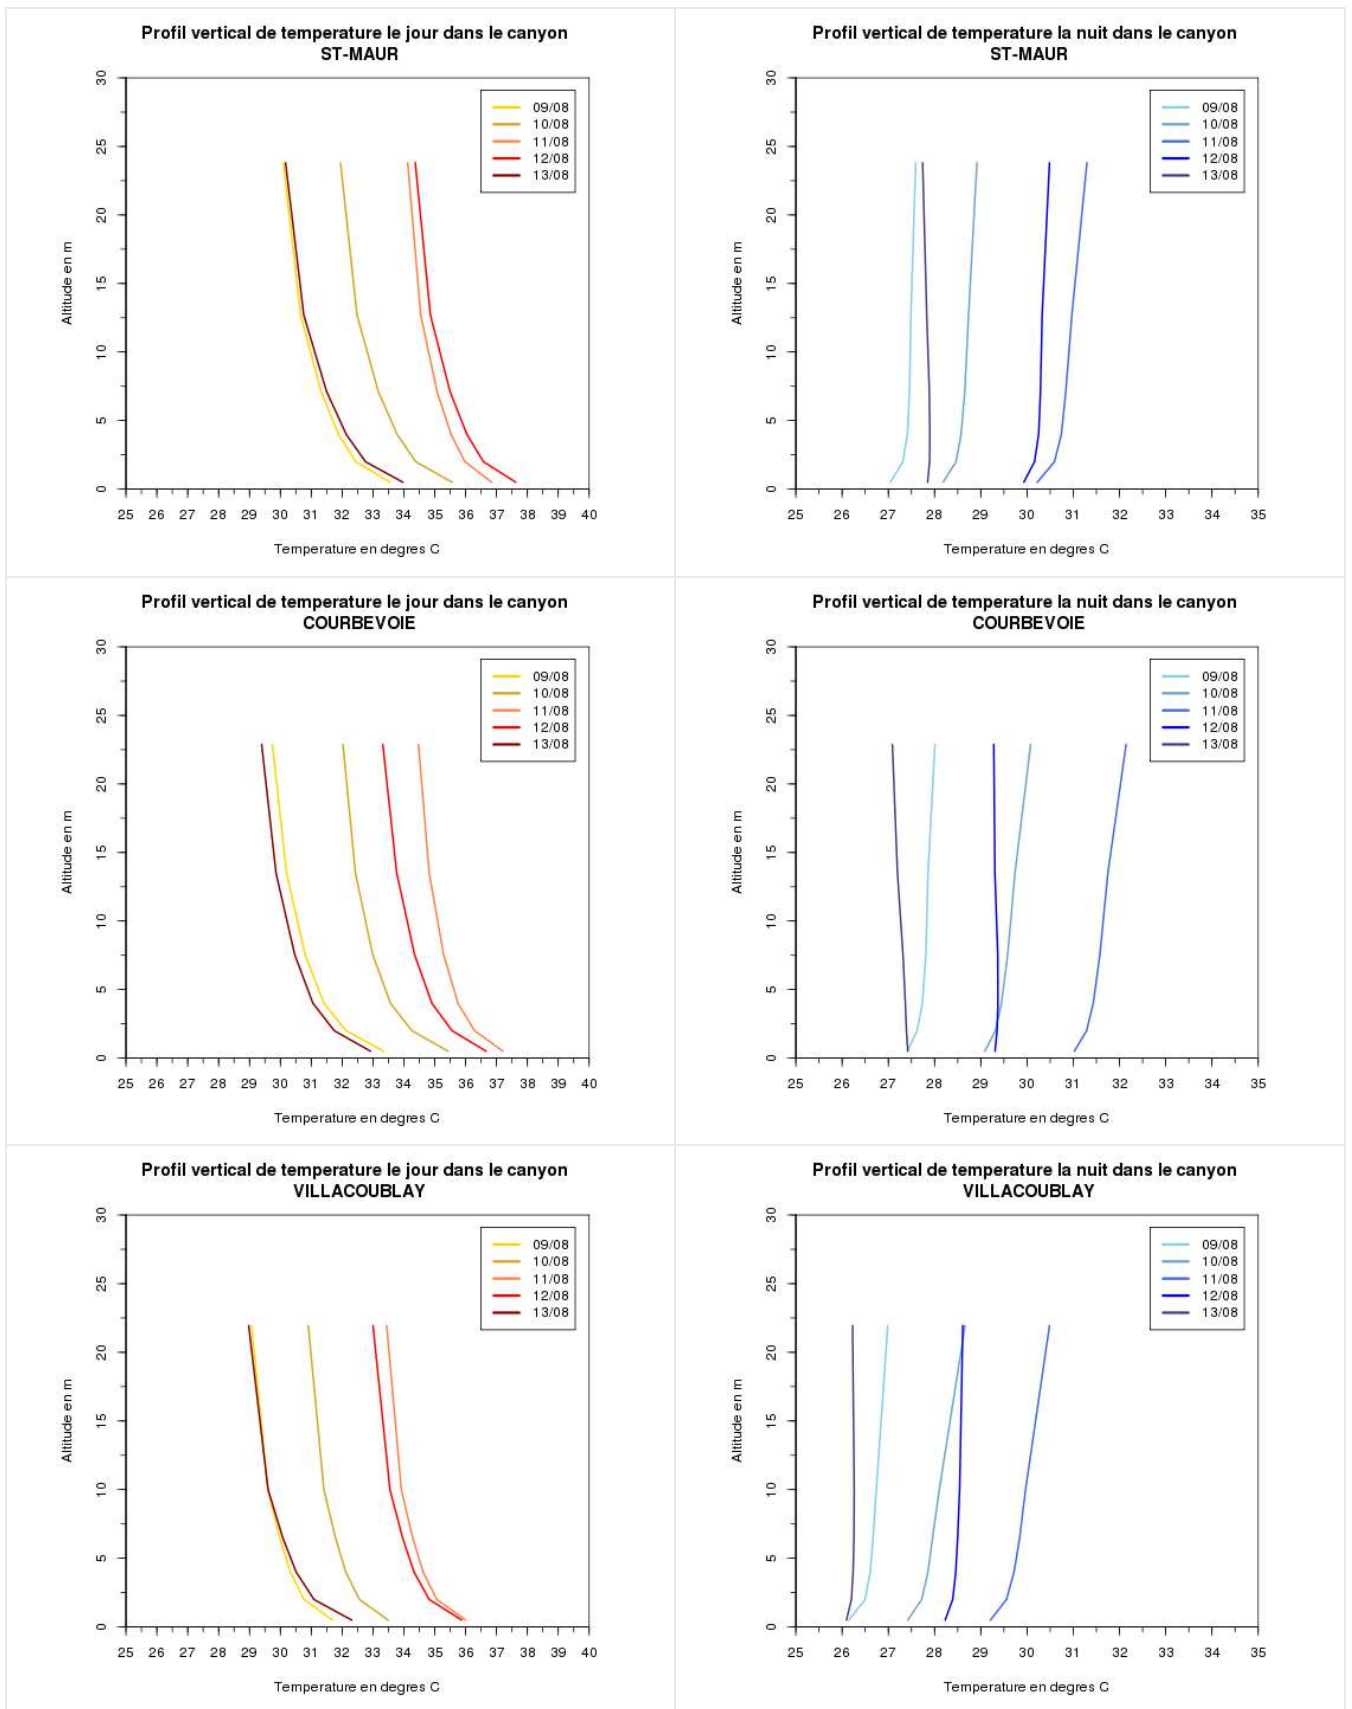 Profil vertical de temperature le jour dans le canyon
ST-MAUR
30
25
20
15
10
5
0
Altitude en m
09/08
10/08
11/08
12/08
13/08
25 26 27 28 29 30 31 32 33 34 35 36 37 38 39 40
Temperature en degres C
Profil vertical de temperature la nuit dans le canyon
ST-MAUR
30
25
20
15
10
5
0
Altitude en m
09/08
10/08
11/08
12/08
13/08
25 26 27 28 29 30 31 32 33 34 35
Temperature en degres C
Profil vertical de temperature le jour dans le canyon
COURBEVOIE
30
25
20
15
10
5
0
Altitude en m
09/08
10/08
11/08
12/08
13/08
25 26 27 28 29 30 31 32 33 34 35 36 37 38 39 40
Temperature en degres C
Profil vertical de temperature la nuit dans le canyon
COURBEVOIE
30
25
20
15
10
5
0
Altitude en m
09/08
10/08
11/08
12/08
13/08
25 26 27 28 29 30 31 32 33 34 35
Temperature en degres C
Profil vertical de temperature le jour dans le canyon
VILLACOUBLAY
30
25
20
15
10
5
0
Altitude en m
09/08
10/08
11/08
12/08
13/08
25 26 27 28 29 30 31 32 33 34 35 36 37 38 39 40
Temperature en degres C
Profil vertical de temperature la nuit dans le canyon
VILLACOUBLAY
30
25
20
15
10
5
0
Altitude en m
09/08
10/08
11/08
12/08
13/08
25 26 27 28 29 30 31 32 33 34 35
Temperature en degres C